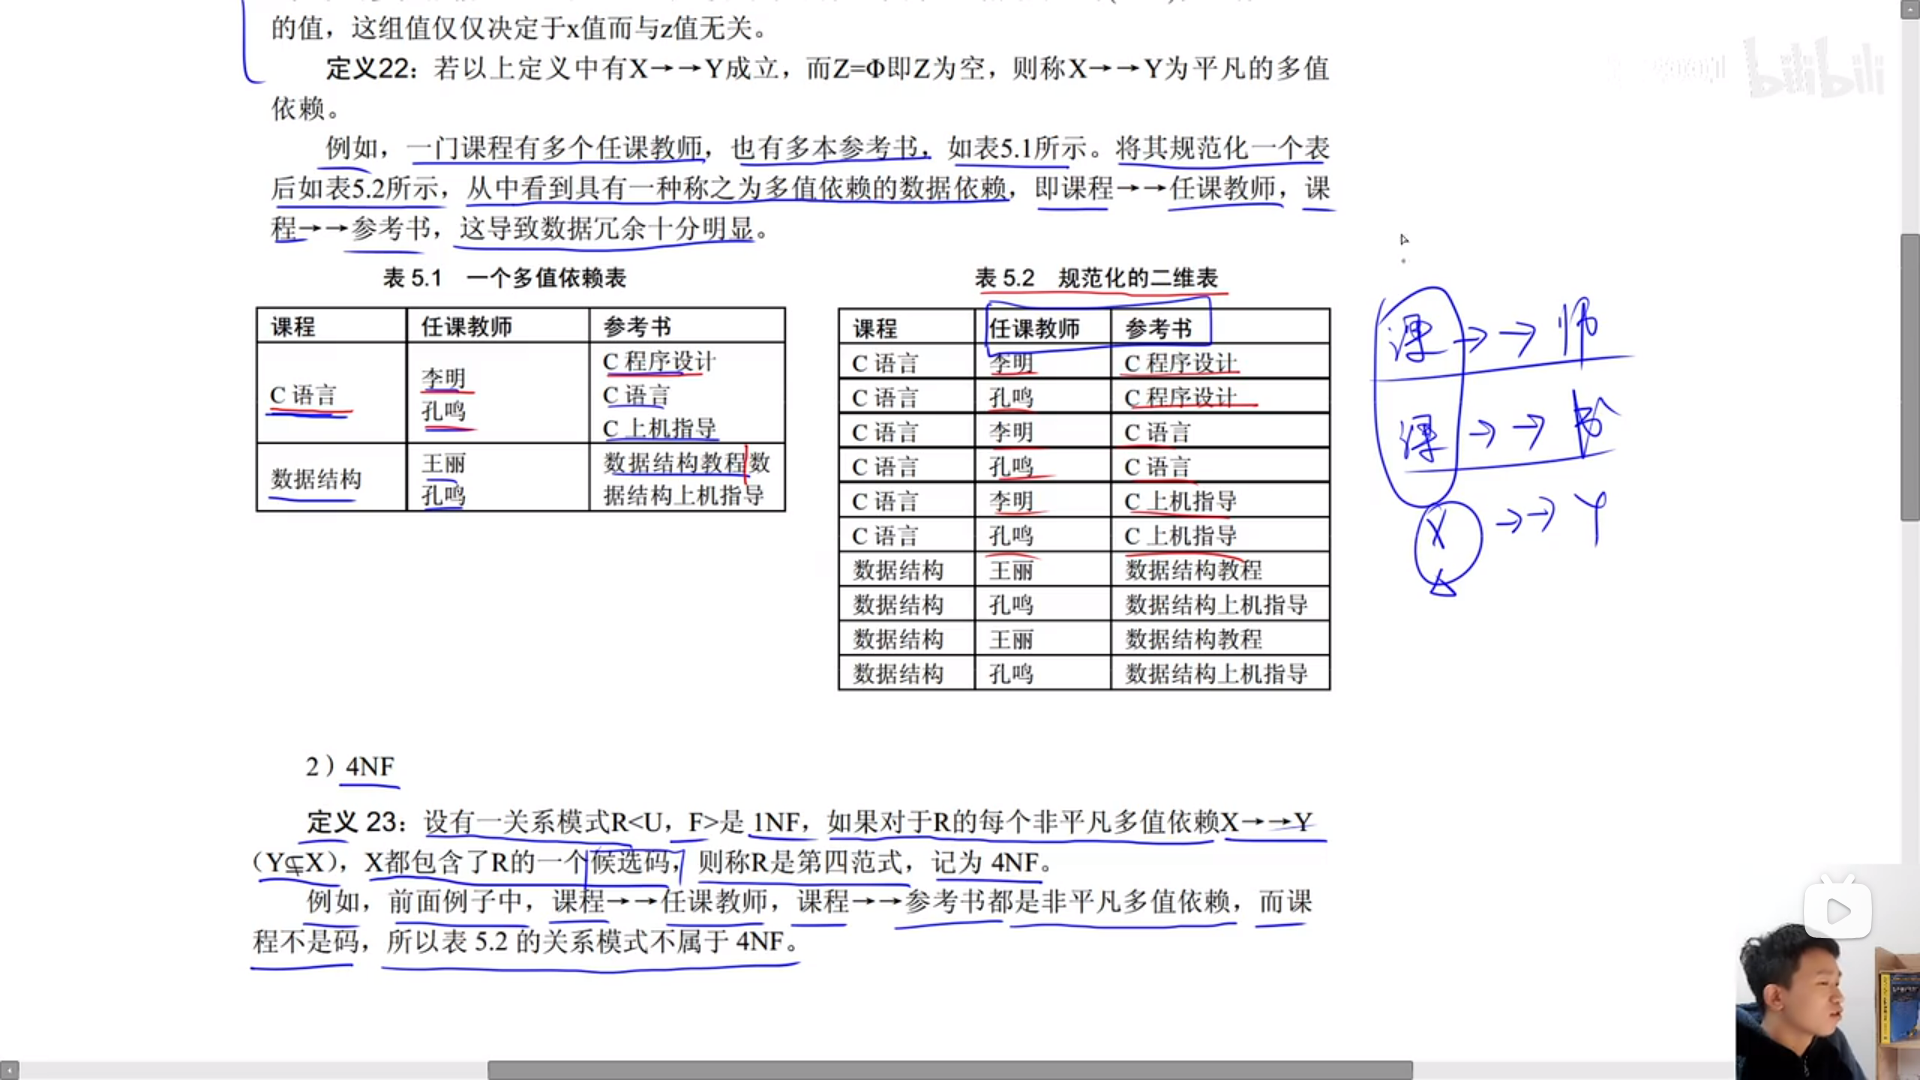 的值，这组值仅仅决定于x值而与z值无关。
定义22：若以上定义中有X→→Y成立，而Z=Φ即Z为空，则称X→→Y为平凡的多值
依赖。
例如，一门课程有多个任课教师，也有多本参考书，如表5.1所示。将其规范化一个表
后如表5.2所示，从中看到具有一种称之为多值依赖的数据依赖，即课程→→任课教师，课
程→→参考书，这导致数据冗余十分明显。
表 5.1 一个多值依赖表
课程 任课教师 参考书
C 语言
李明
孔鸣
C 程序设计
C 语言
C 上机指导
数据结构
王丽
孔鸣
数据结构教程数
据结构上机指导
表 5.2 规范化的二维表
课程 任课教师 参考书
C 语言 李明 C 程序设计
C 语言 孔鸣 C 程序设计
C 语言 李明 C 语言
C 语言 孔鸣 C 语言
C 语言 李明 C 上机指导
C 语言 孔鸣 C 上机指导
数据结构 王丽 数据结构教程
数据结构 孔鸣 数据结构上机指导
数据结构 王丽 数据结构教程
数据结构 孔鸣 数据结构上机指导
课→→师
课→→
X→→Y
2）4NF
定义 23：设有一关系模式R<U，F>是 1NF，如果对于R的每个非平凡多值依赖X→→Y
（Y⊈X），X都包含了R的一个候选码，则称R是第四范式，记为 4NF。
例如，前面例子中，课程→→任课教师，课程→→参考书都是非平凡多值依赖，而课
程不是码，所以表 5.2 的关系模式不属于 4NF。
bilibili